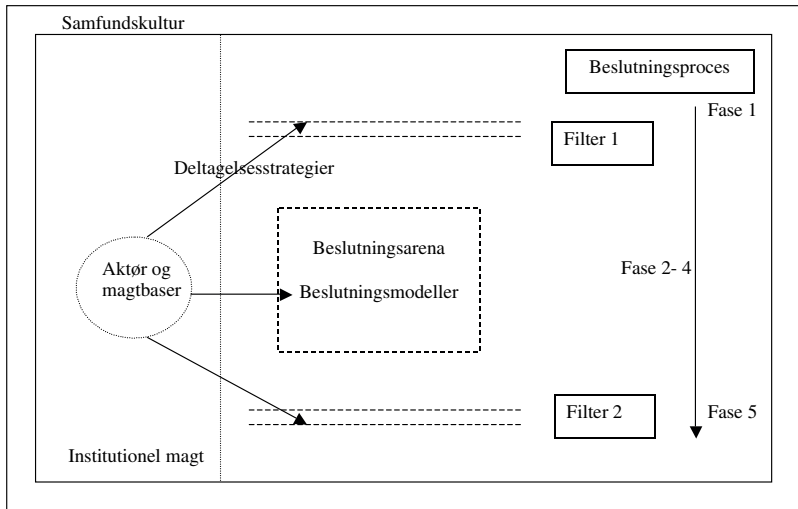 Samfundskultur
Beslutningsproces
Fase 1
Filter 1
Deltagelsesstrategier
Beslutningsarena
Aktør og
magtbaser
Beslutningsmodeller
Fase 2- 4
Filter 2
Fase 5
Institutionel magt